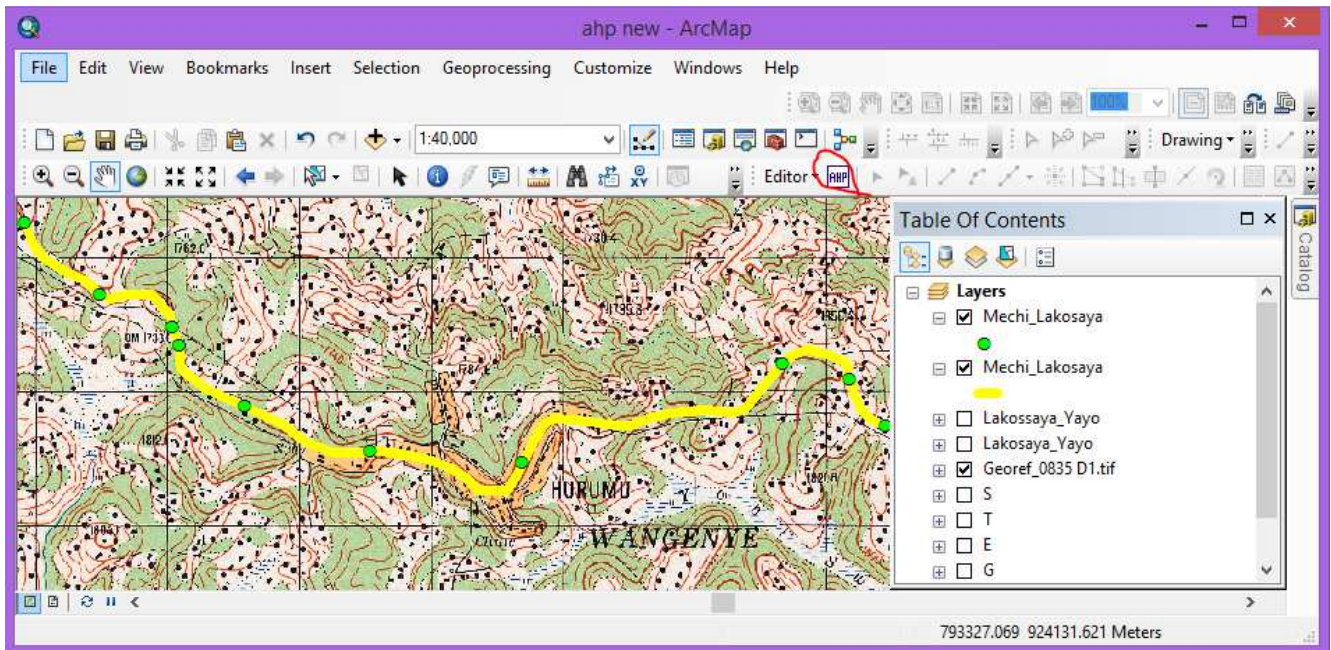 ahp new - ArcMap
File Edit View Bookmarks Insert Selection Geoprocessing Customize Windows Help
100%
1:40,000
Drawing
Editor
AHP
Table Of Contents
Catalog
Layers
Mechi_Lakosaya
Mechi_Lakosaya
Lakossaya_Yayo
Lakosaya_Yayo
Georef_0835 D1.tif
S
T
E
G
HURUMU
WANGENYE
793327.069 924131.621 Meters